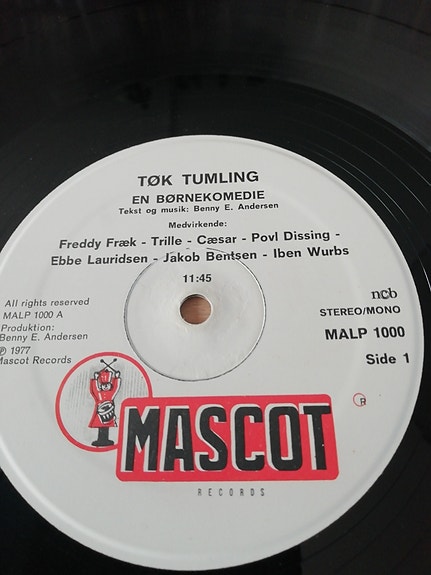 TØK TUMLING
EN BØRNEKOMEDIE
Tekst og musik: Benny E. Andersen
Medvirkende:
Freddy Fræk - Trille - Cæsar - Povl Dissing -
Ebbe Lauridsen - Jakob Bentsen - Iben Wurbs
11:45
All rights reserved
MALP 1000 A
Produktion:
Benny E. Andersen
℗ 1977
Mascot Records
ncb
STEREO/MONO
MALP 1000
Side 1
®
MASCOT
RECORDS